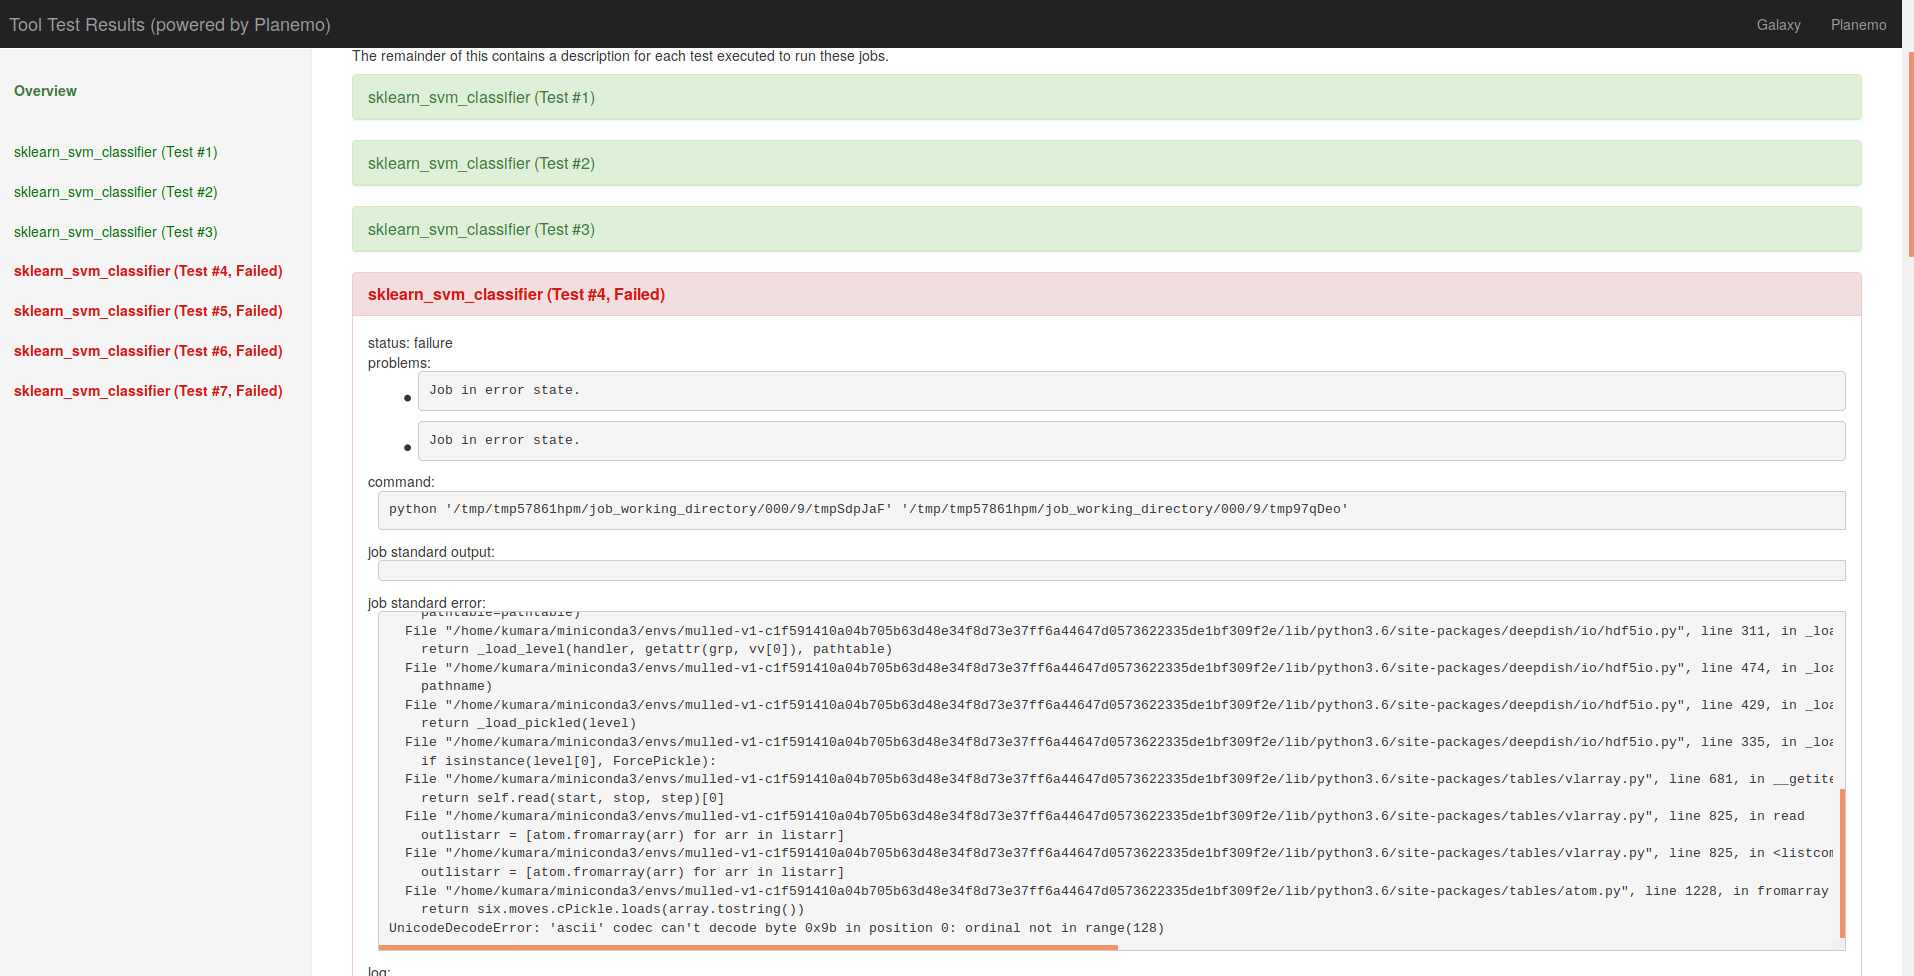 Tool Test Results (powered by Planemo)
Galaxy
Planemo
Overview
sklearn_svm_classifier (Test #1)
sklearn_svm_classifier (Test #2)
sklearn_svm_classifier (Test #3)
sklearn_svm_classifier (Test #4, Failed)
sklearn_svm_classifier (Test #5, Failed)
sklearn_svm_classifier (Test #6, Failed)
sklearn_svm_classifier (Test #7, Failed)
The remainder of this contains a description for each test executed to run these jobs.
sklearn_svm_classifier (Test #1)
sklearn_svm_classifier (Test #2)
sklearn_svm_classifier (Test #3)
sklearn_svm_classifier (Test #4, Failed)
status: failure
problems:
Job in error state.
Job in error state.
command:
python '/tmp/tmp57861hpm/job_working_directory/000/9/tmpSdpJaF' '/tmp/tmp57861hpm/job_working_directory/000/9/tmp97qDeo'
job standard output:
job standard error:
pathtable=pathtable)
File "/home/kumara/miniconda3/envs/mulled-v1-c1f591410a04b705b63d48e34f8d73e37ff6a44647d0573622335de1bf309f2e/lib/python3.6/site-packages/deepdish/io/hdf5io.py", line 311, in _loa
return _load_level(handler, getattr(grp, vv[0]), pathtable)
File "/home/kumara/miniconda3/envs/mulled-v1-c1f591410a04b705b63d48e34f8d73e37ff6a44647d0573622335de1bf309f2e/lib/python3.6/site-packages/deepdish/io/hdf5io.py", line 474, in _loa
pathname)
File "/home/kumara/miniconda3/envs/mulled-v1-c1f591410a04b705b63d48e34f8d73e37ff6a44647d0573622335de1bf309f2e/lib/python3.6/site-packages/deepdish/io/hdf5io.py", line 429, in _loa
return _load_pickled(level)
File "/home/kumara/miniconda3/envs/mulled-v1-c1f591410a04b705b63d48e34f8d73e37ff6a44647d0573622335de1bf309f2e/lib/python3.6/site-packages/deepdish/io/hdf5io.py", line 335, in _loa
if isinstance(level[0], ForcePickle):
File "/home/kumara/miniconda3/envs/mulled-v1-c1f591410a04b705b63d48e34f8d73e37ff6a44647d0573622335de1bf309f2e/lib/python3.6/site-packages/tables/vlarray.py", line 681, in __getite
return self.read(start, stop, step)[0]
File "/home/kumara/miniconda3/envs/mulled-v1-c1f591410a04b705b63d48e34f8d73e37ff6a44647d0573622335de1bf309f2e/lib/python3.6/site-packages/tables/vlarray.py", line 825, in read
outlistarr = [atom.fromarray(arr) for arr in listarr]
File "/home/kumara/miniconda3/envs/mulled-v1-c1f591410a04b705b63d48e34f8d73e37ff6a44647d0573622335de1bf309f2e/lib/python3.6/site-packages/tables/vlarray.py", line 825, in <listcom
outlistarr = [atom.fromarray(arr) for arr in listarr]
File "/home/kumara/miniconda3/envs/mulled-v1-c1f591410a04b705b63d48e34f8d73e37ff6a44647d0573622335de1bf309f2e/lib/python3.6/site-packages/tables/atom.py", line 1228, in fromarray
return six.moves.cPickle.loads(array.tostring())
UnicodeDecodeError: 'ascii' codec can't decode byte 0x9b in position 0: ordinal not in range(128)
log: